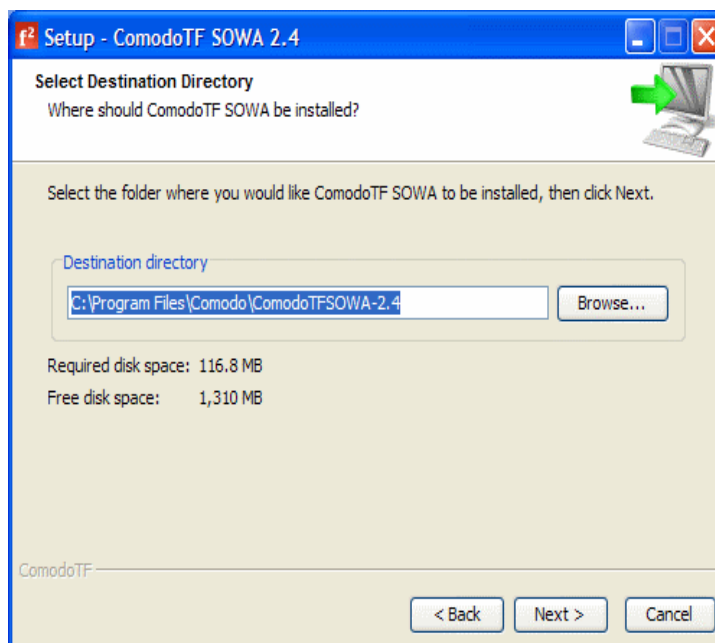 f² Setup - ComodoTF SOWA 2.4
Select Destination Directory
Where should ComodoTF SOWA be installed?
Select the folder where you would like ComodoTF SOWA to be installed, then click Next.
Destination directory
C:\Program Files\Comodo\ComodoTFSOWA-2.4 Browse...
Required disk space: 116.8 MB
Free disk space: 1,310 MB
ComodoTF
< Back Next > Cancel